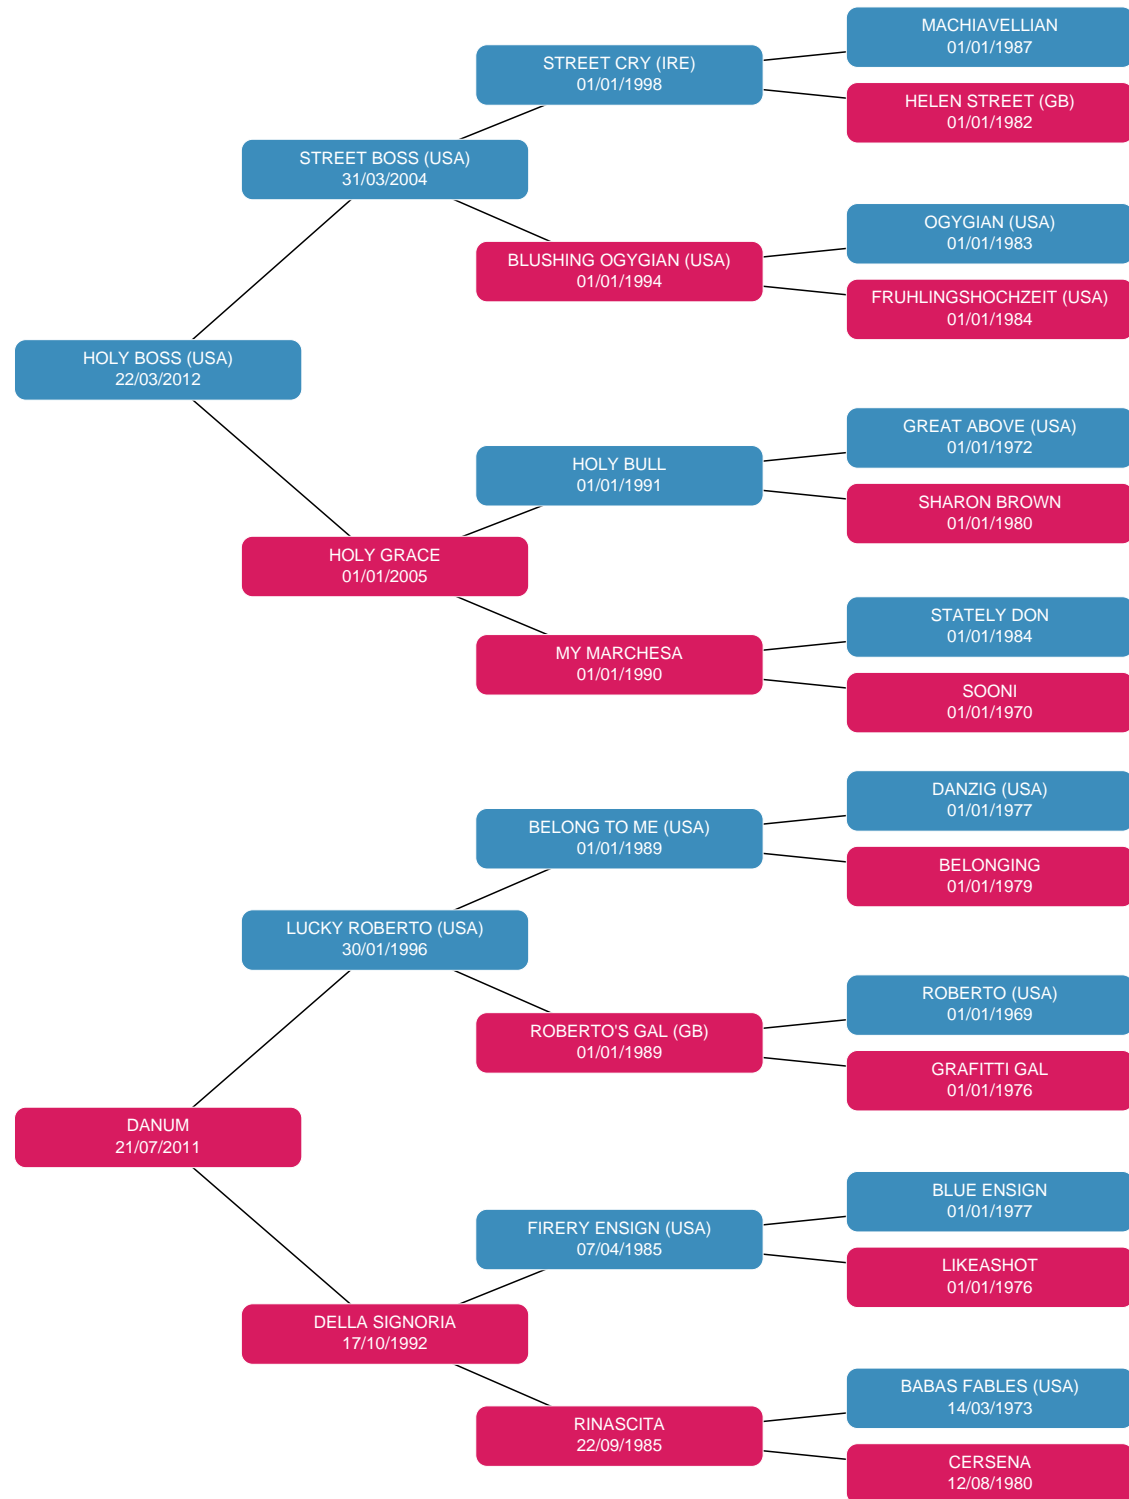 MACHIAVELLIAN
01/01/1987
STREET CRY (IRE)
01/01/1998
HELEN STREET (GB)
01/01/1982
STREET BOSS (USA)
31/03/2004
OGYGIAN (USA)
01/01/1983
BLUSHING OGYGIAN (USA)
01/01/1994
FRUHLINGSHOCHZEIT (USA)
01/01/1984
HOLY BOSS (USA)
22/03/2012
GREAT ABOVE (USA)
01/01/1972
HOLY BULL
01/01/1991
SHARON BROWN
01/01/1980
HOLY GRACE
01/01/2005
STATELY DON
01/01/1984
MY MARCHESA
01/01/1990
SOONI
01/01/1970
DANZIG (USA)
01/01/1977
BELONG TO ME (USA)
01/01/1989
BELONGING
01/01/1979
LUCKY ROBERTO (USA)
30/01/1996
ROBERTO (USA)
01/01/1969
ROBERTO'S GAL (GB)
01/01/1989
GRAFITTI GAL
01/01/1976
DANUM
21/07/2011
BLUE ENSIGN
01/01/1977
FIRERY ENSIGN (USA)
07/04/1985
LIKEASHOT
01/01/1976
DELLA SIGNORIA
17/10/1992
BABAS FABLES (USA)
14/03/1973
RINASCITA
22/09/1985
CERSENA
12/08/1980